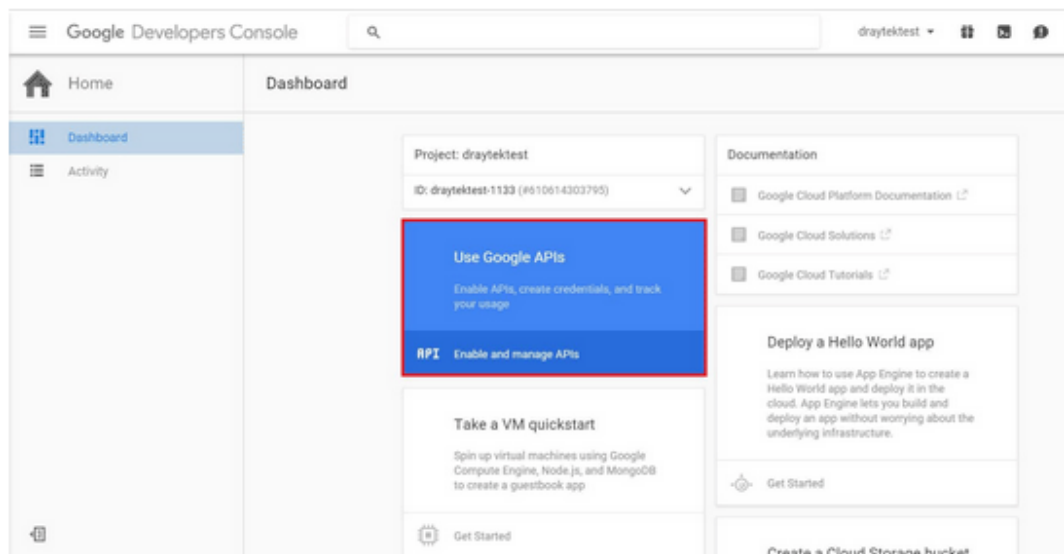 Google Developers Console
draytektest
Home
Dashboard
Dashboard
Activity
Project: draytektest
ID: draytektest-1133 (#610614303795)
Use Google APIs
Enable APIs, create credentials, and track
your usage
API Enable and manage APIs
Take a VM quickstart
Spin up virtual machines using Google
Compute Engine, Node.js, and MongoDB
to create a guestbook app
Get Started
Documentation
Google Cloud Platform Documentation
Google Cloud Solutions
Google Cloud Tutorials
Deploy a Hello World app
Learn how to use App Engine to create a
Hello World app and deploy it in the
cloud. App Engine lets you build and
deploy an app without worrying about the
underlying infrastructure.
Get Started
Create a Cloud Storage bucket